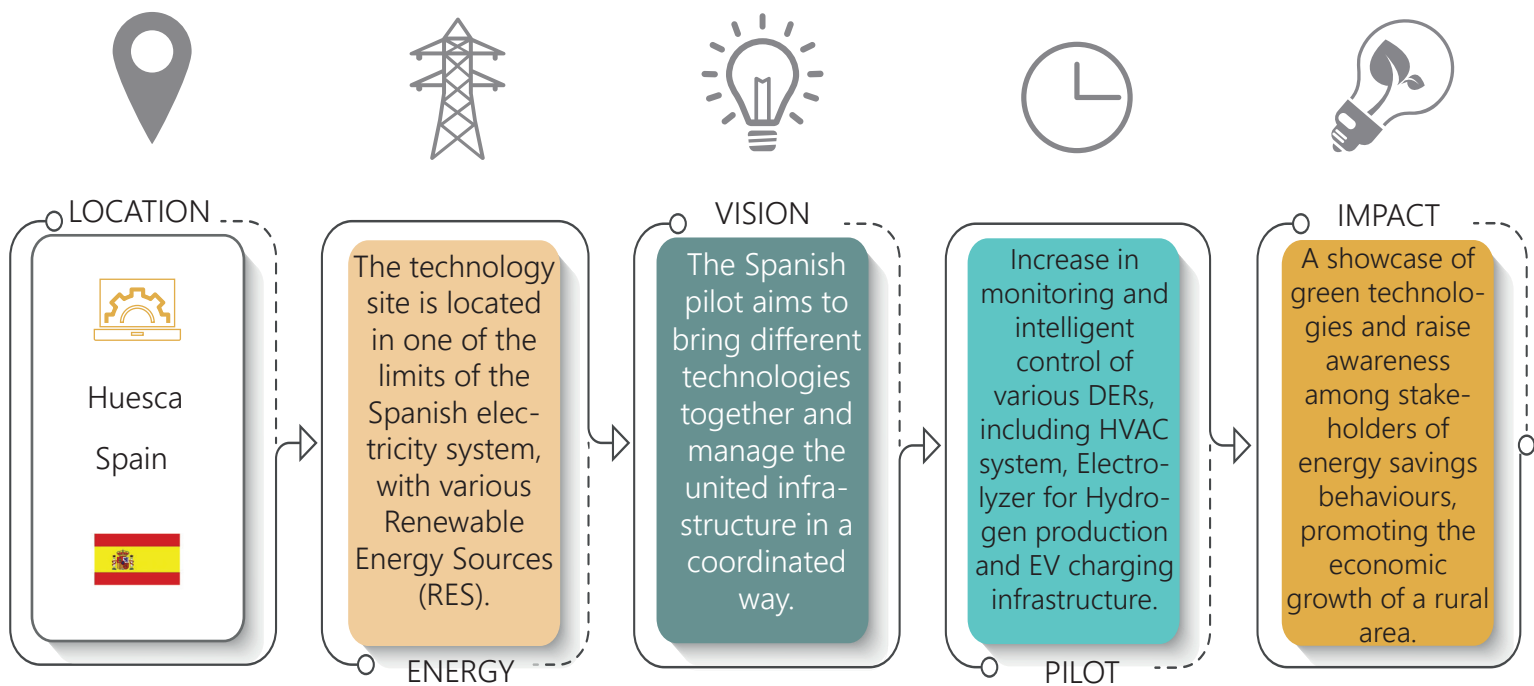 LOCATION
Huesca
Spain
The technology
site is located
in one of the
limits of the
Spanish elec-
tricity system,
with various
Renewable
Energy Sources
(RES).
ENERGY
VISION
The Spanish
pilot aims to
bring different
technologies
together and
manage the
united infra-
structure in a
coordinated
way.
Increase in
monitoring and
intelligent
control of
various DERs,
including HVAC
system, Electro-
lyzer for Hydro-
gen production
and EV charging
infrastructure.
PILOT
IMPACT
A showcase of
green technolo-
gies and raise
awareness
among stake-
holders of
energy savings
behaviours,
promoting the
economic
growth of a rural
area.